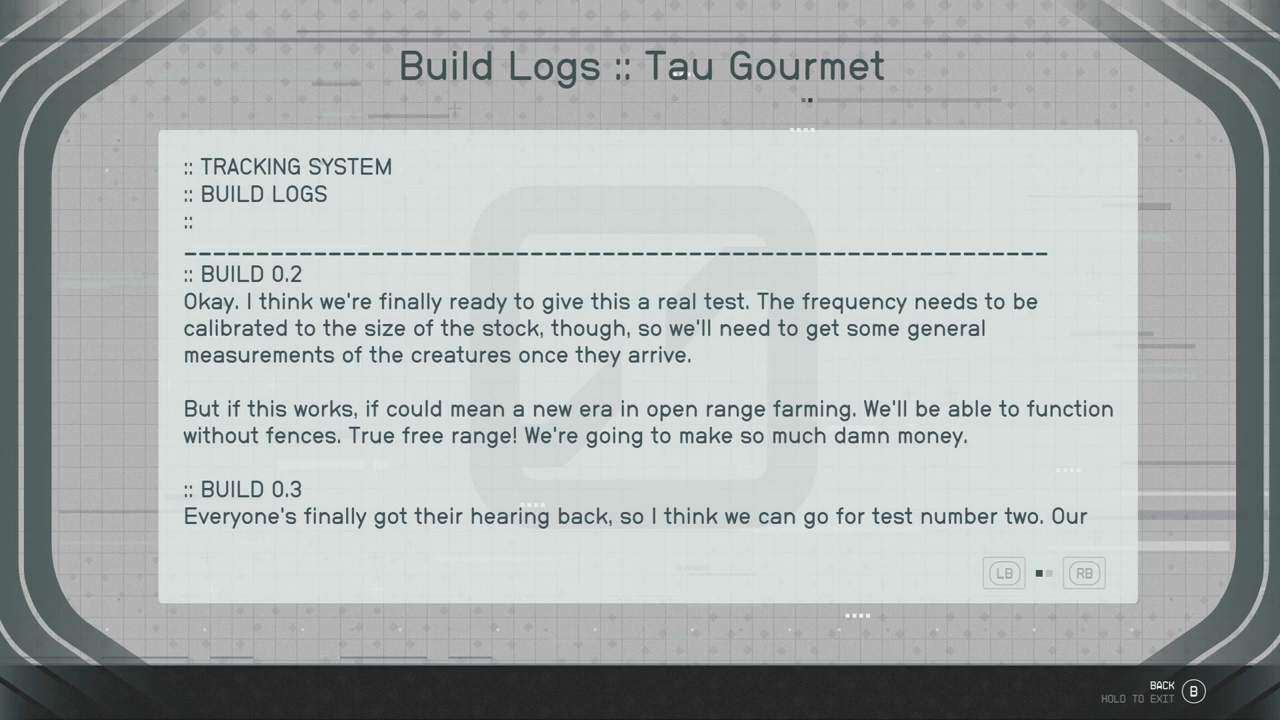 Build Logs :: Tau Gourmet
:: TRACKING SYSTEM
:: BUILD LOGS
::
------------------------------------------------------------
:: BUILD 0.2
Okay. I think we're finally ready to give this a real test. The frequency needs to be
calibrated to the size of the stock, though, so we'll need to get some general
measurements of the creatures once they arrive.
But if this works, if could mean a new era in open range farming. We'll be able to function
without fences. True free range! We're going to make so much damn money.
:: BUILD 0.3
Everyone's finally got their hearing back, so I think we can go for test number two. Our
LB RB
BACK
HOLD TO EXIT B